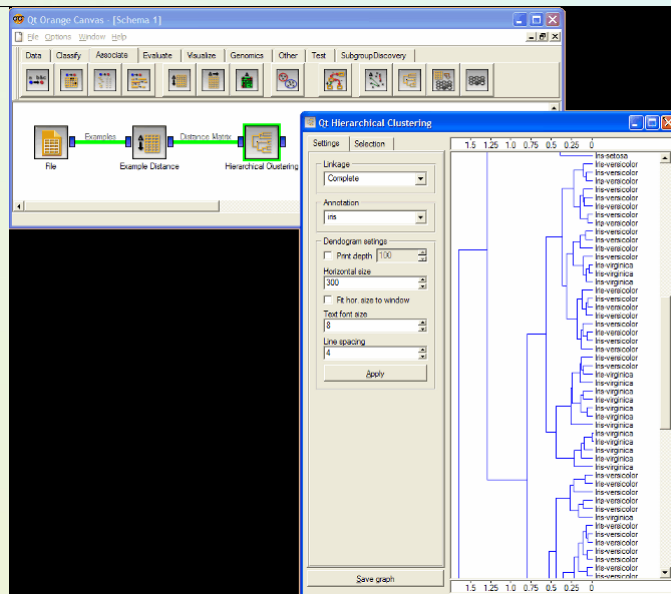 Qt Orange Canvas - [Schema 1]
File Options Window Help
Data Classify Associate Evaluate Visualize Genomics Other Test SubgroupDiscovery
Examples Distance Matrix
File Example Distance Hierarchical Clustering
Qt Hierarchical Clustering
Settings Selection
Linkage
Complete
Annotation
iris
Dendogram setings
Print depth 100
Horizontal size
300
Fit hor. size to window
Text font size
8
Line spacing
4
Apply
Save graph
1.5 1.25 1.0 0.75 0.5 0.25 0
Iris-setosa
Iris-versicolor
Iris-versicolor
Iris-versicolor
Iris-versicolor
Iris-versicolor
Iris-versicolor
Iris-versicolor
Iris-versicolor
Iris-versicolor
Iris-versicolor
Iris-versicolor
Iris-versicolor
Iris-virginica
Iris-virginica
Iris-virginica
Iris-versicolor
Iris-versicolor
Iris-versicolor
Iris-versicolor
Iris-versicolor
Iris-versicolor
Iris-versicolor
Iris-versicolor
Iris-versicolor
Iris-versicolor
Iris-virginica
Iris-virginica
Iris-virginica
Iris-virginica
Iris-virginica
Iris-virginica
Iris-virginica
Iris-virginica
Iris-virginica
Iris-virginica
Iris-virginica
Iris-virginica
Iris-versicolor
Iris-versicolor
Iris-versicolor
Iris-versicolor
Iris-versicolor
Iris-virginica
Iris-versicolor
Iris-versicolor
Iris-versicolor
Iris-versicolor
Iris-versicolor
Iris-versicolor
Iris-versicolor
1.5 1.25 1.0 0.75 0.5 0.25 0